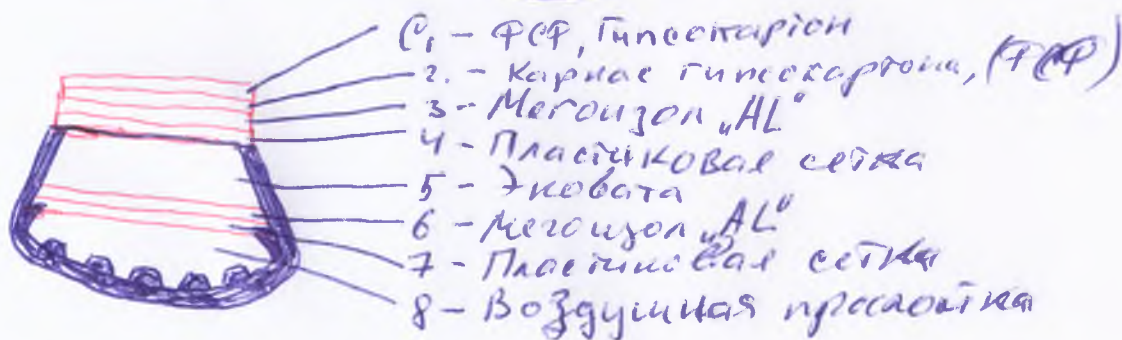 1 - ФСФ, Гипсокартон
2. - Каркас гипсокартона, (ФСФ)
3 - Мегоизол „AL"
4 - Пластиковая сетка
5 - Эковата
6 - Мегоизол „AL"
7 - Пластиковая сетка
8 - Воздушная прослойка